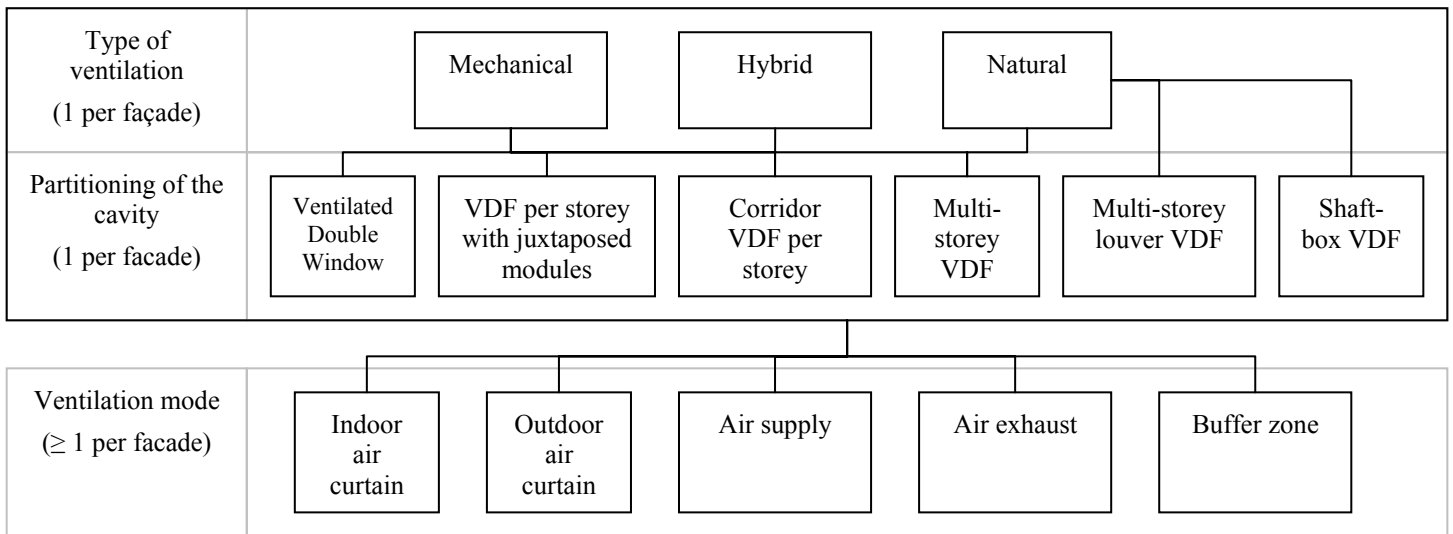 Type of
ventilation
(1 per façade)
Mechanical
Hybrid
Natural
Partitioning of the
cavity
(1 per facade)
Ventilated
Double
Window
VDF per storey
with juxtaposed
modules
Corridor
VDF per
storey
Multi-
storey
VDF
Multi-storey
louver VDF
Shaft-
box VDF
Ventilation mode
(≥ 1 per facade)
Indoor
air
curtain
Outdoor
air
curtain
Air supply
Air exhaust
Buffer zone